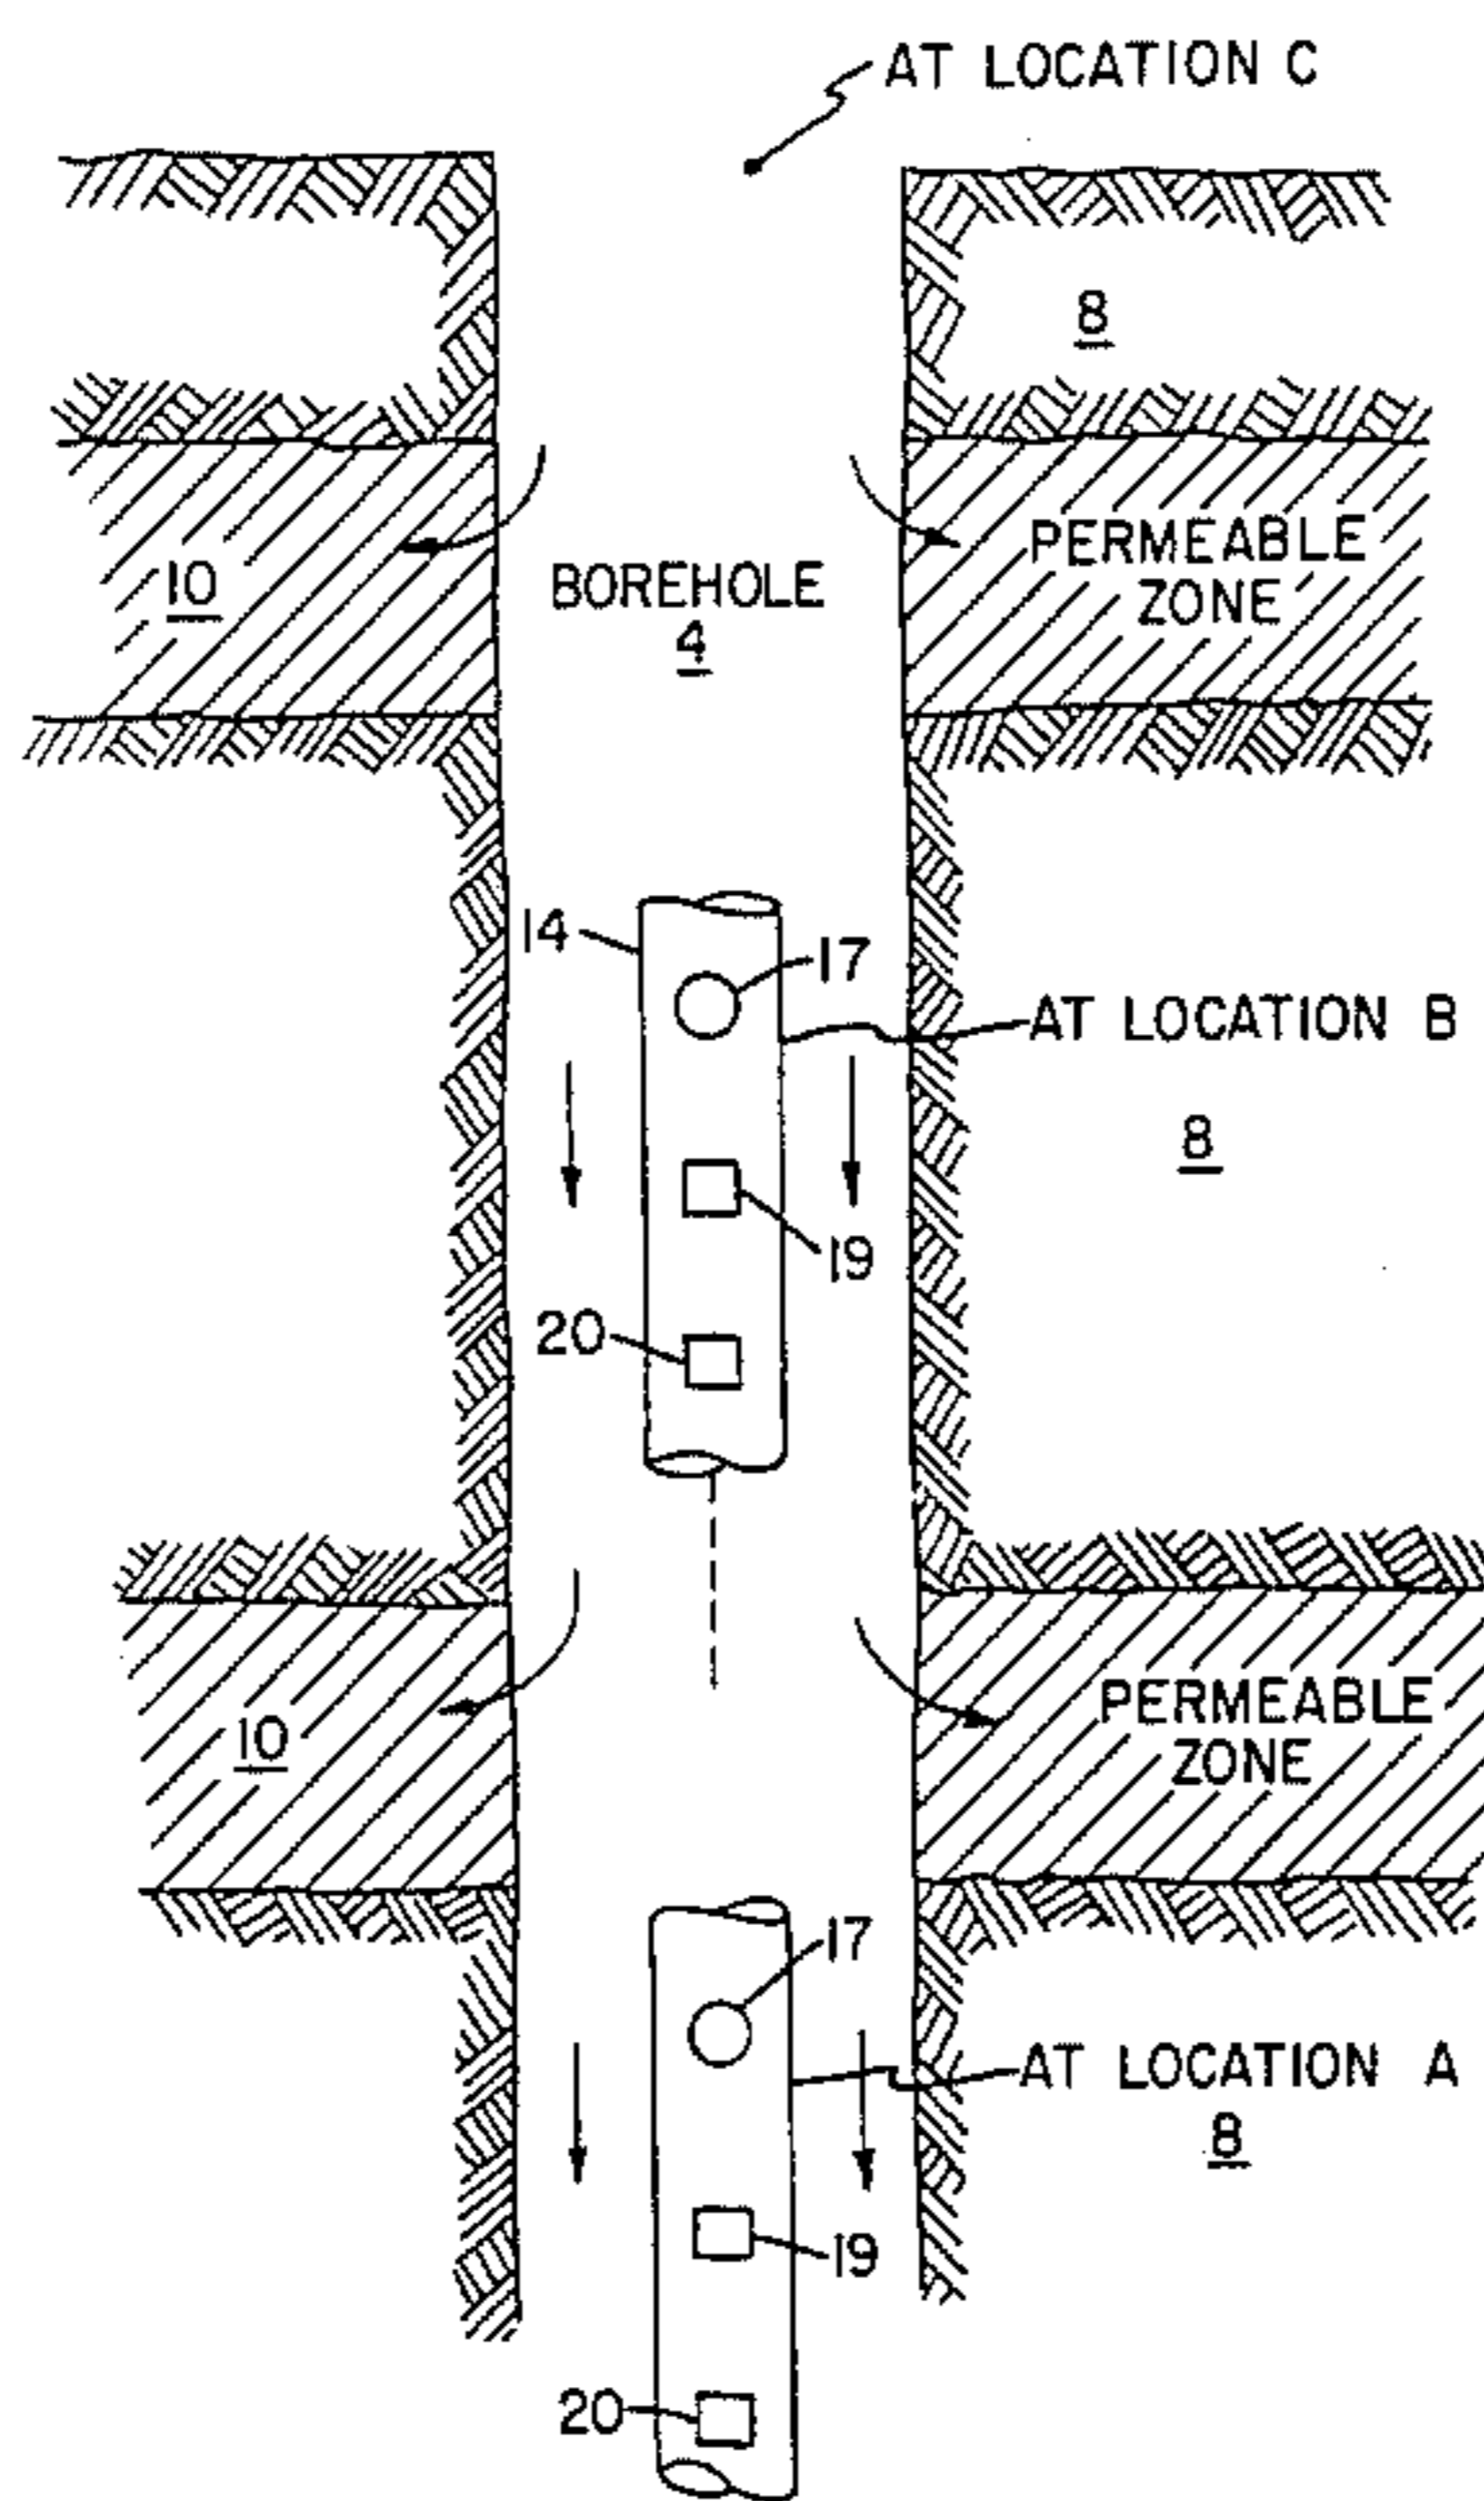 AT LOCATION C
8
10
BOREHOLE
4
PERMEABLE
ZONE
14
17
AT LOCATION B
8
19
20
10
PERMEABLE
ZONE
17
AT LOCATION A
8
19
20